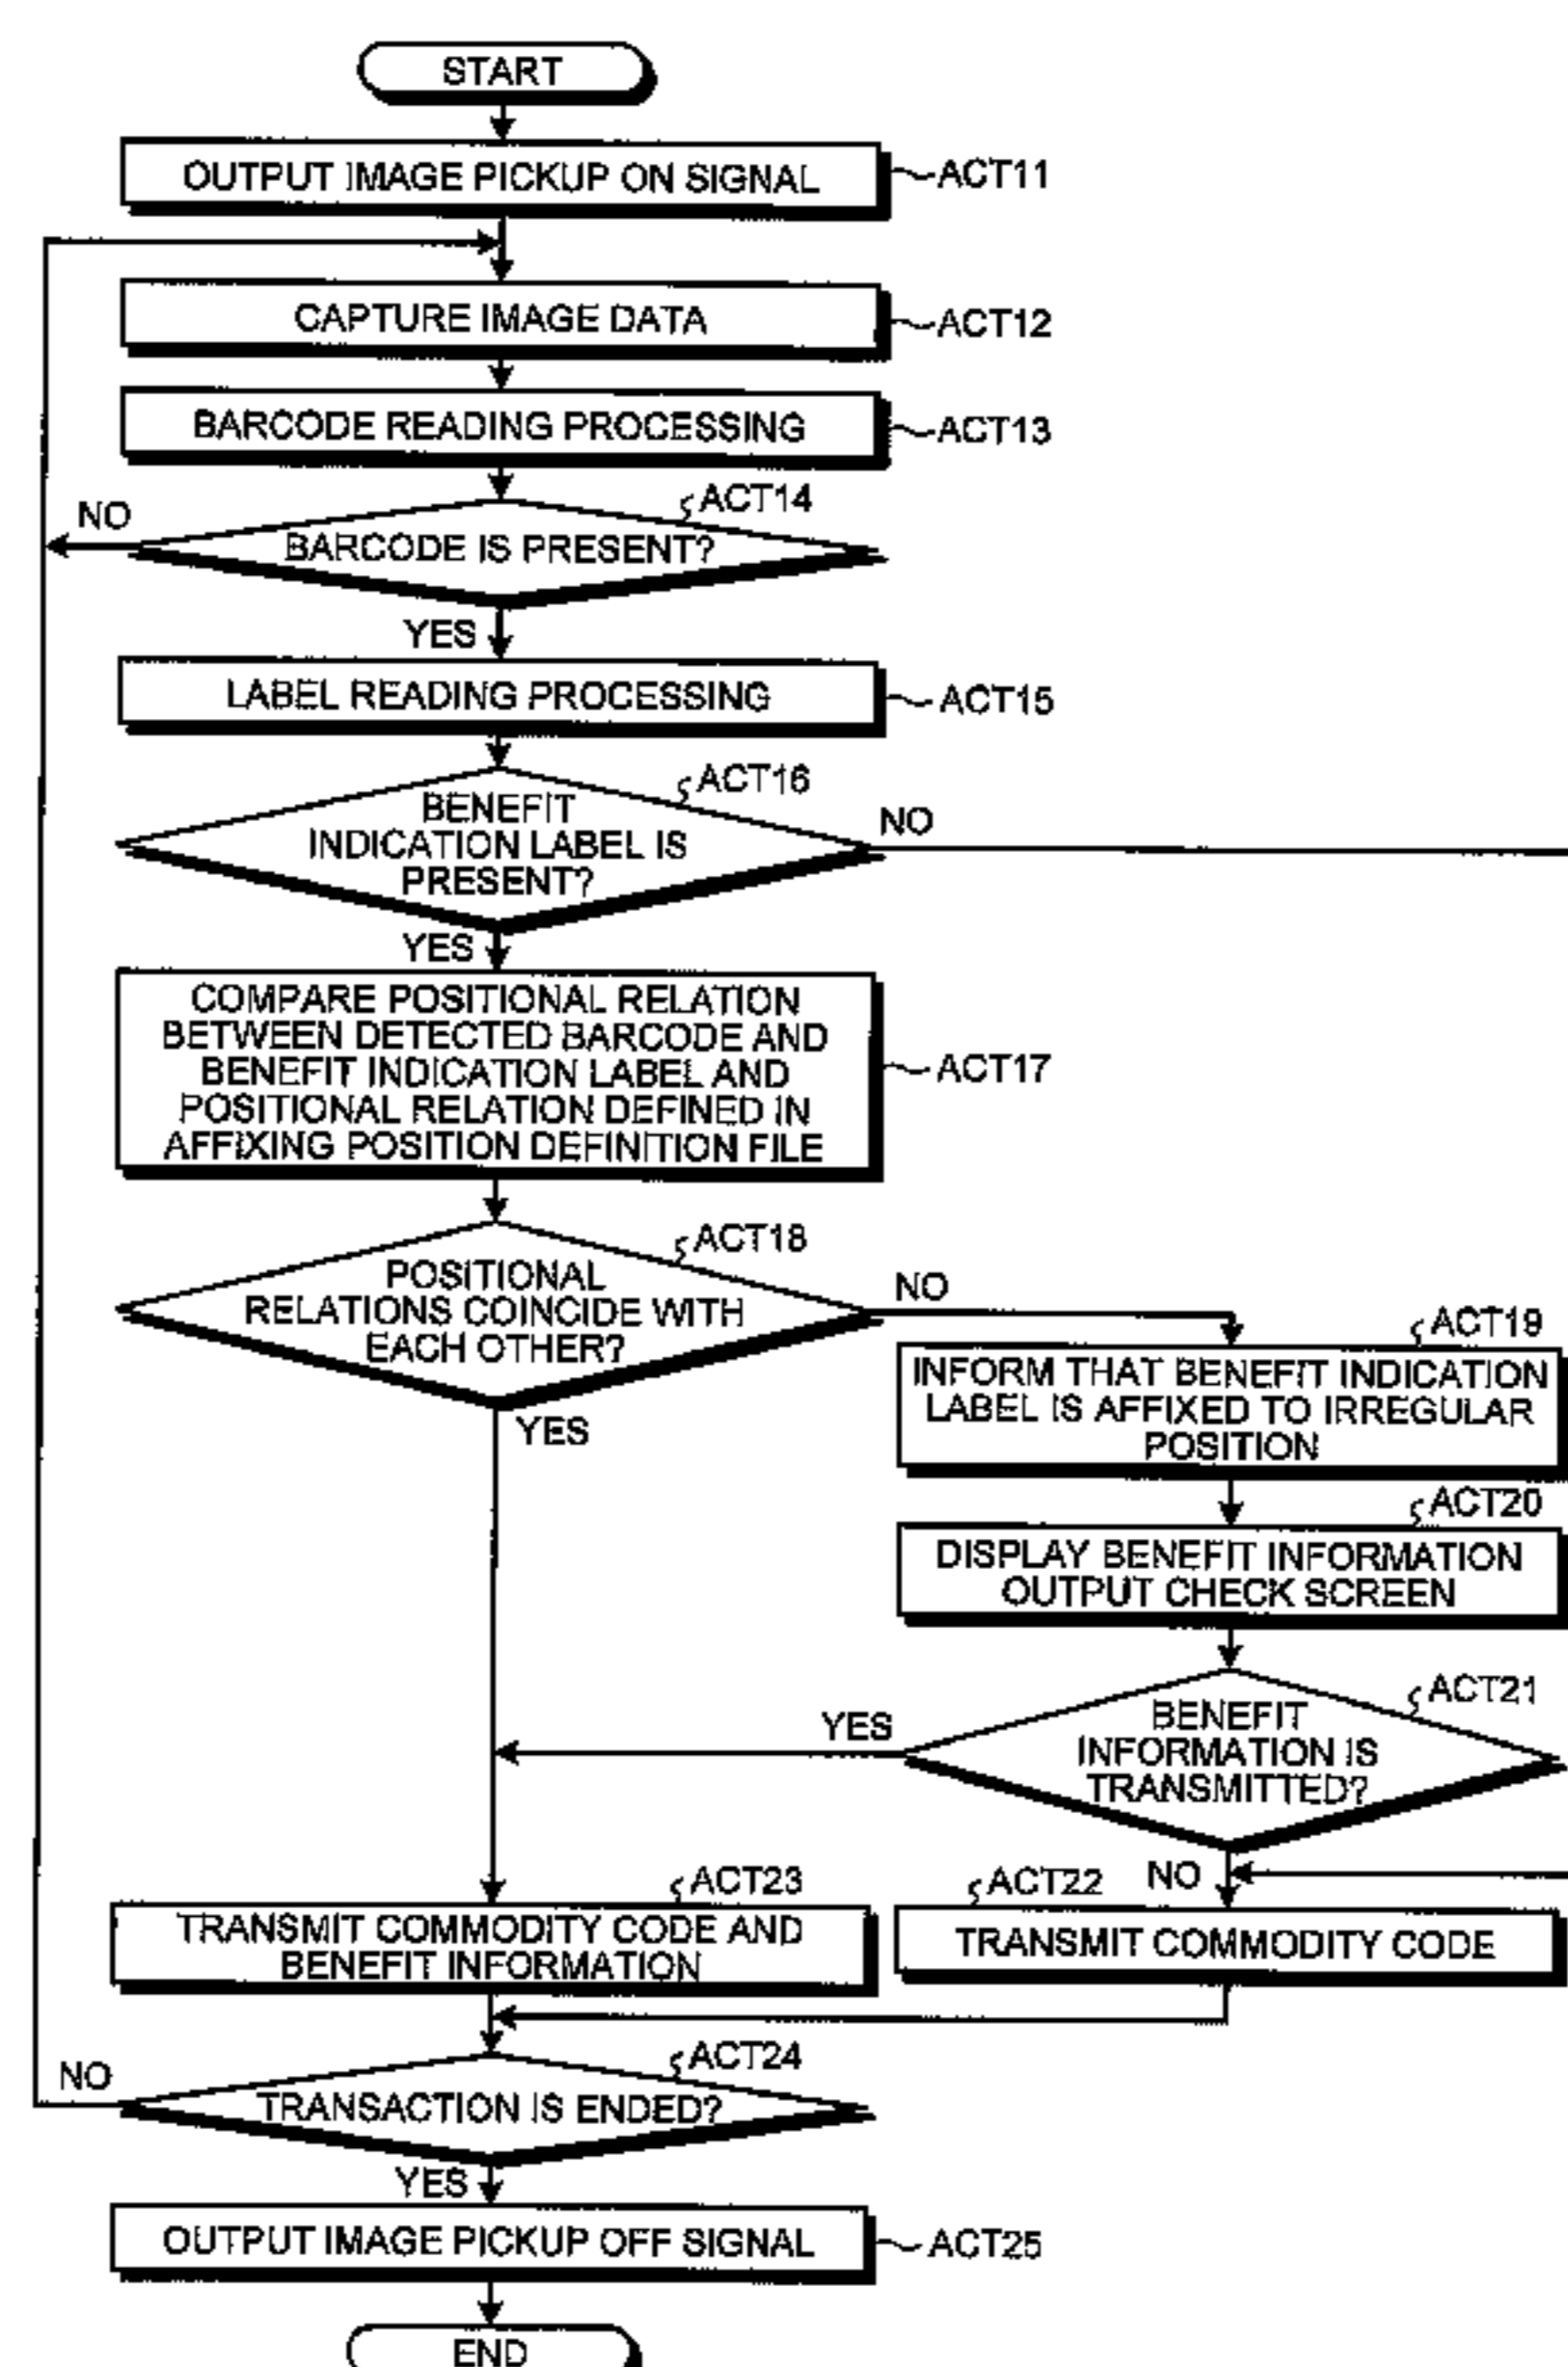 START
OUTPUT IMAGE PICKUP ON SIGNAL
ACT11
CAPTURE IMAGE DATA
ACT12
BARCODE READING PROCESSING
ACT13
ACT14
NO
BARCODE IS PRESENT?
YES
LABEL READING PROCESSING
ACT15
ACT16
BENEFIT
INDICATION LABEL IS
PRESENT?
NO
YES
COMPARE POSITIONAL RELATION
BETWEEN DETECTED BARCODE AND
BENEFIT INDICATION LABEL AND
POSITIONAL RELATION DEFINED IN
AFFIXING POSITION DEFINITION FILE
ACT17
ACT18
POSITIONAL
RELATIONS COINCIDE WITH
EACH OTHER?
NO
YES
ACT19
INFORM THAT BENEFIT INDICATION
LABEL IS AFFIXED TO IRREGULAR
POSITION
ACT20
DISPLAY BENEFIT INFORMATION
OUTPUT CHECK SCREEN
ACT21
BENEFIT
INFORMATION IS
TRANSMITTED?
YES
NO
ACT23
TRANSMIT COMMODITY CODE AND
BENEFIT INFORMATION
ACT22
TRANSMIT COMMODITY CODE
ACT24
NO
TRANSACTION IS ENDED?
YES
OUTPUT IMAGE PICKUP OFF SIGNAL
ACT25
END